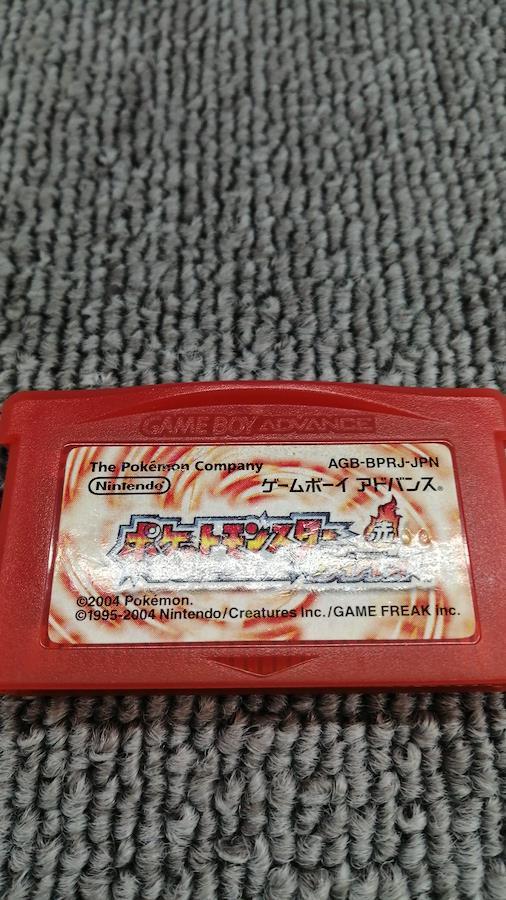 GAME BOY ADVANCE
The Pokémon Company AGB-BPRJ-JPN
Nintendo® ゲームボーイ アドバンス®
ポケットモンスター
赤
©2004 Pokémon.
©1995-2004 Nintendo/Creatures inc./GAME FREAK inc.